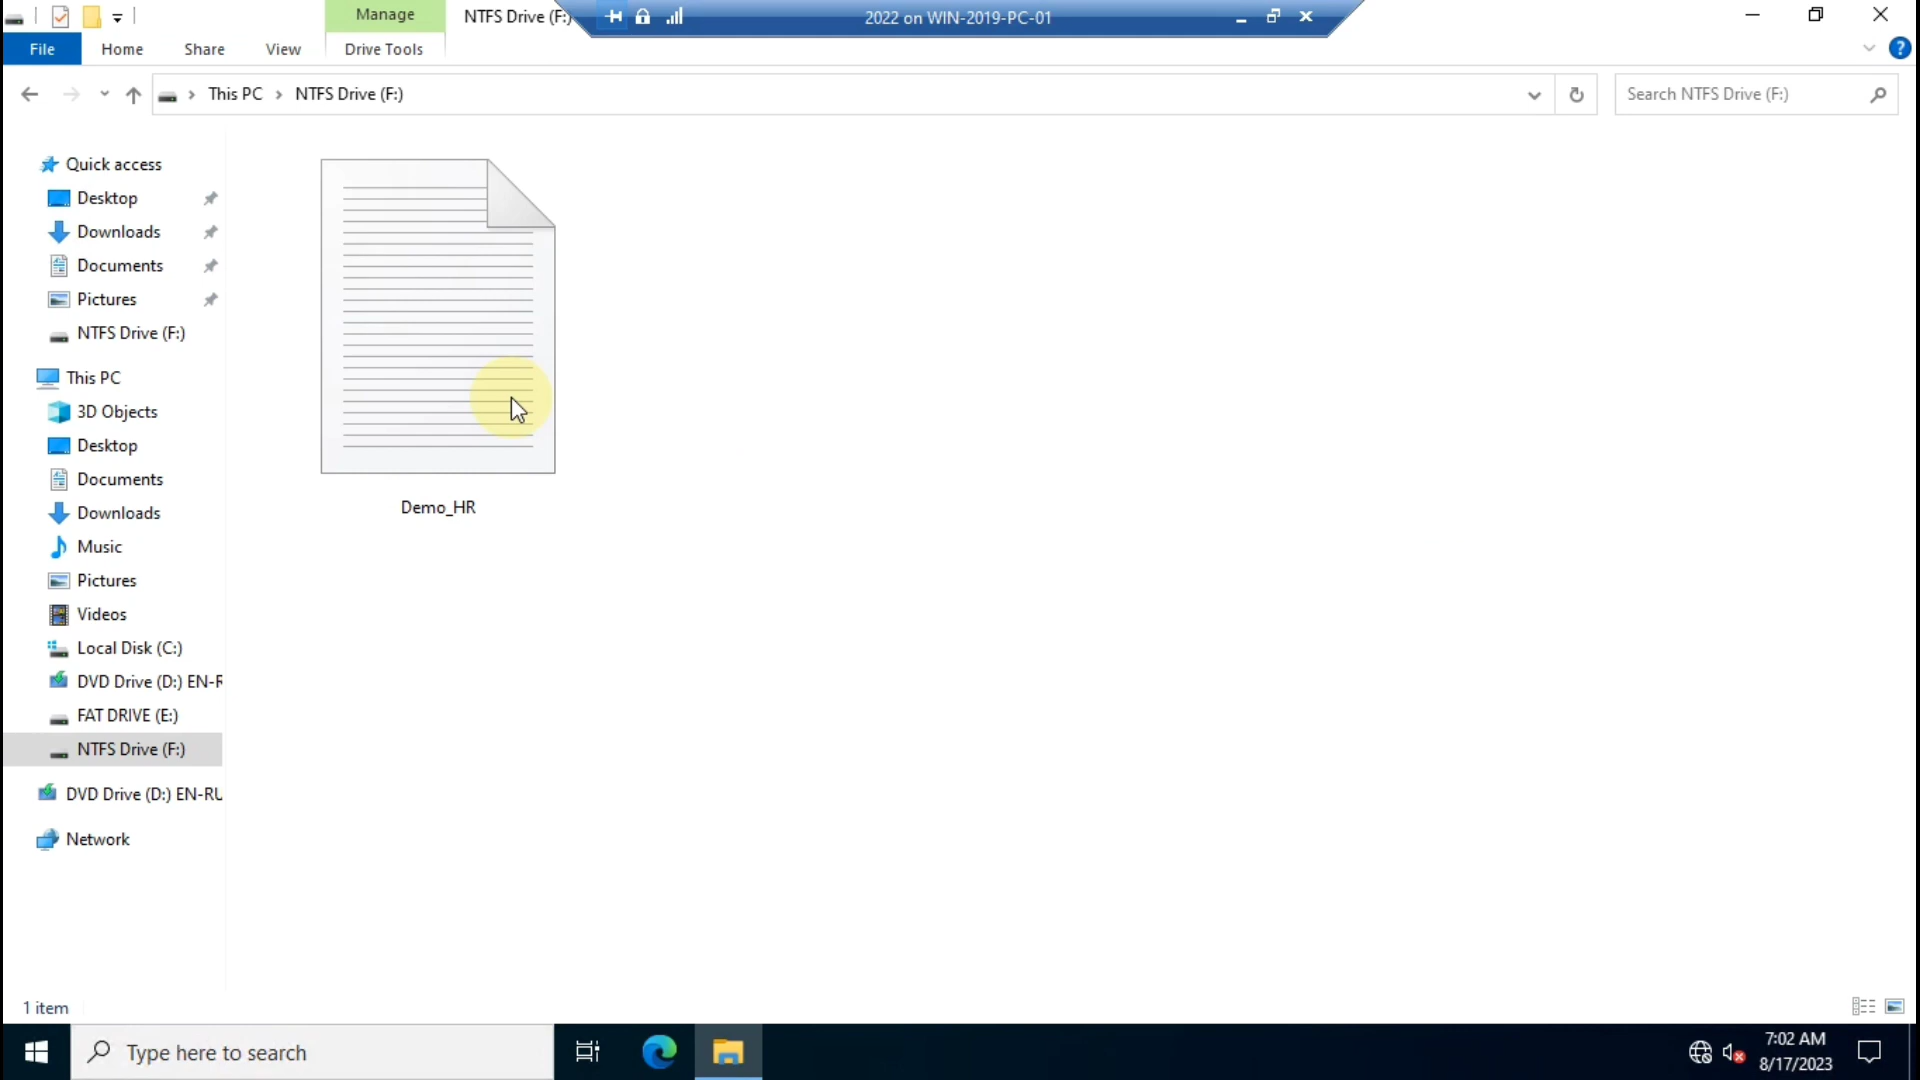 Manage
NTFS Drive (F:)
2022 on WIN-2019-PC-01
File
Home
Share
View
Drive Tools
This PC
NTFS Drive (F:)
Search NTFS Drive (F:)
Quick access
Desktop
Downloads
Documents
Pictures
NTFS Drive (F:)
This PC
3D Objects
Desktop
Documents
Downloads
Music
Pictures
Videos
Local Disk (C:)
DVD Drive (D:) EN-R
FAT DRIVE (E:)
NTFS Drive (F:)
DVD Drive (D:) EN-RU
Network
Demo_HR
1 item
Type here to search
7:02 AM
8/17/2023